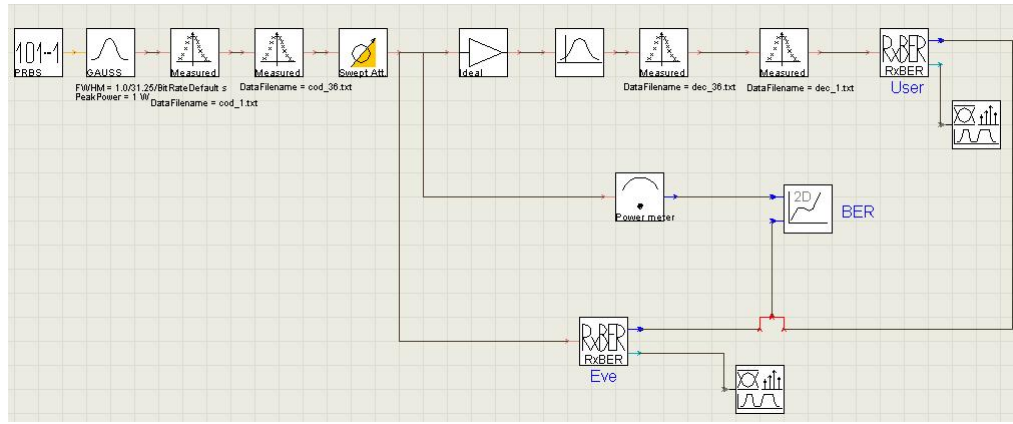 101~1
PRBS
GAUSS
Measured
Measured
Swept Att.
Ideal
Measured
Measured
RxBER
RxBER
User
FWHM = 1.0/31.25/BitRateDefault s
PeakPower = 1 W
DataFilename = cod_1.txt
DataFilename = cod_36.txt
DataFilename = dec_36.txt
DataFilename = dec_1.txt
Power meter
2D
BER
RxBER
RxBER
Eve